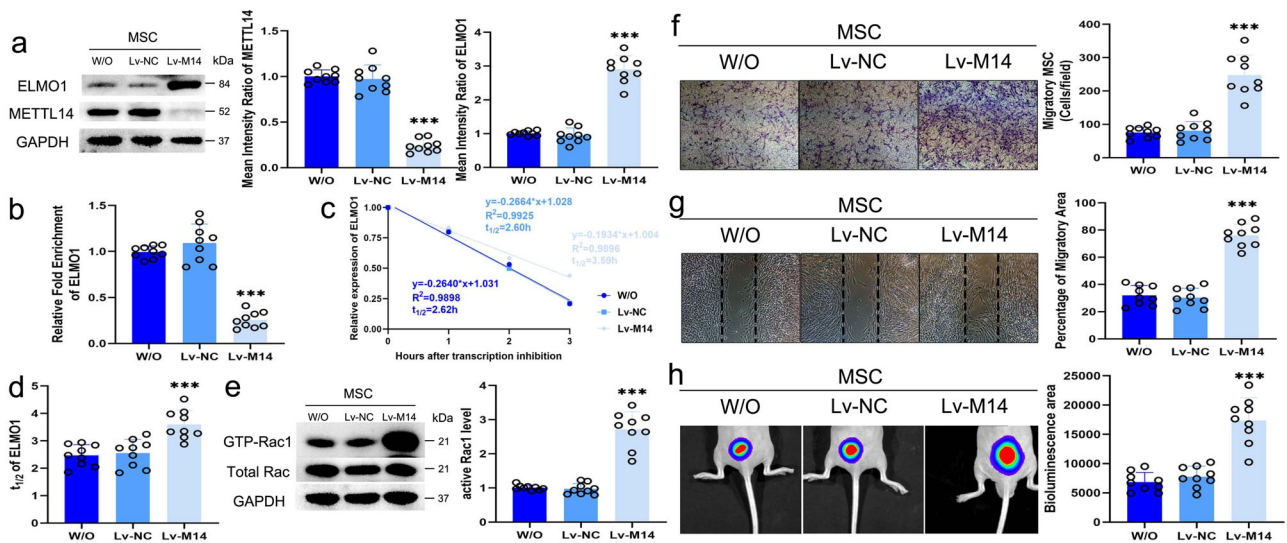 a
MSC
W/O Lv-NC Lv-M14 kDa
ELMO1 84
METTL14 52
GAPDH 37
Mean Intensity Ratio of METTL14
1.5
1.0
0.5
0.0
***
W/O Lv-NC Lv-M14
Mean Intensity Ratio of ELMO1
4
3
2
1
0
***
W/O Lv-NC Lv-M14
b
Relative Fold Enrichment
of ELMO1
1.5
1.0
0.5
0.0
***
W/O Lv-NC Lv-M14
c
Relative expression of ELMO1
1.00
0.75
0.50
0.25
0.00
0 1 2 3
Hours after transcription inhibition
y=-0.2664*x+1.028
R²=0.9925
t1/2=2.60h
y=-0.1934*x+1.004
R²=0.9896
t1/2=3.59h
y=-0.2640*x+1.031
R²=0.9898
t1/2=2.62h
W/O
Lv-NC
Lv-M14
d
t1/2 of ELMO1
5
4
3
2
1
0
***
W/O Lv-NC Lv-M14
e
MSC
W/O Lv-NC Lv-M14 kDa
GTP-Rac1 21
Total Rac 21
GAPDH 37
active Rac1 level
4
3
2
1
0
***
W/O Lv-NC Lv-M14
f
MSC
W/O Lv-NC Lv-M14
Migratory MSC
(Cells/field)
400
300
200
100
0
***
W/O Lv-NC Lv-M14
g
MSC
W/O Lv-NC Lv-M14
Percentage of Migratory Area
100
80
60
40
20
0
***
W/O Lv-NC Lv-M14
h
MSC
W/O Lv-NC Lv-M14
Bioluminescence area
25000
20000
15000
10000
5000
0
***
W/O Lv-NC Lv-M14